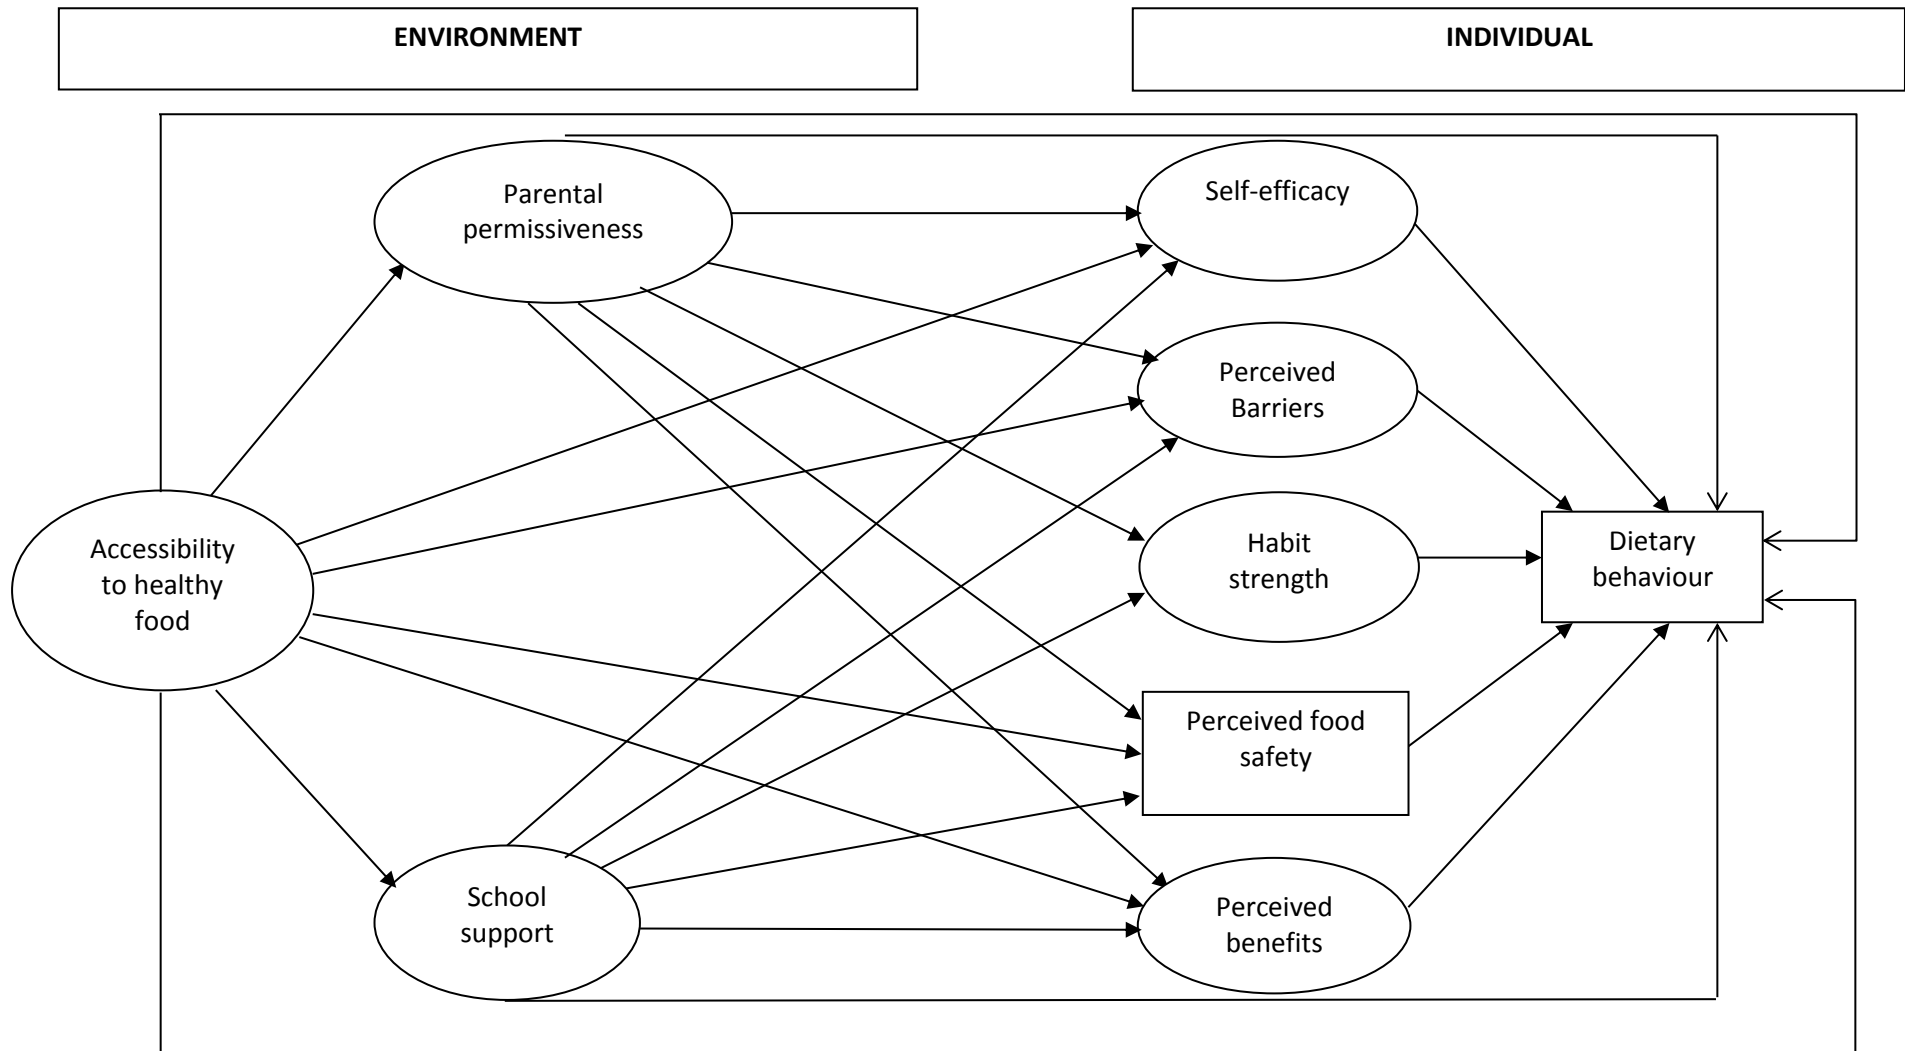 ENVIRONMENT
INDIVIDUAL
Parental
permissiveness
Self-efficacy
Perceived
Barriers
Accessibility
to healthy
food
Habit
strength
Dietary
behaviour
Perceived food
safety
School
support
Perceived
benefits